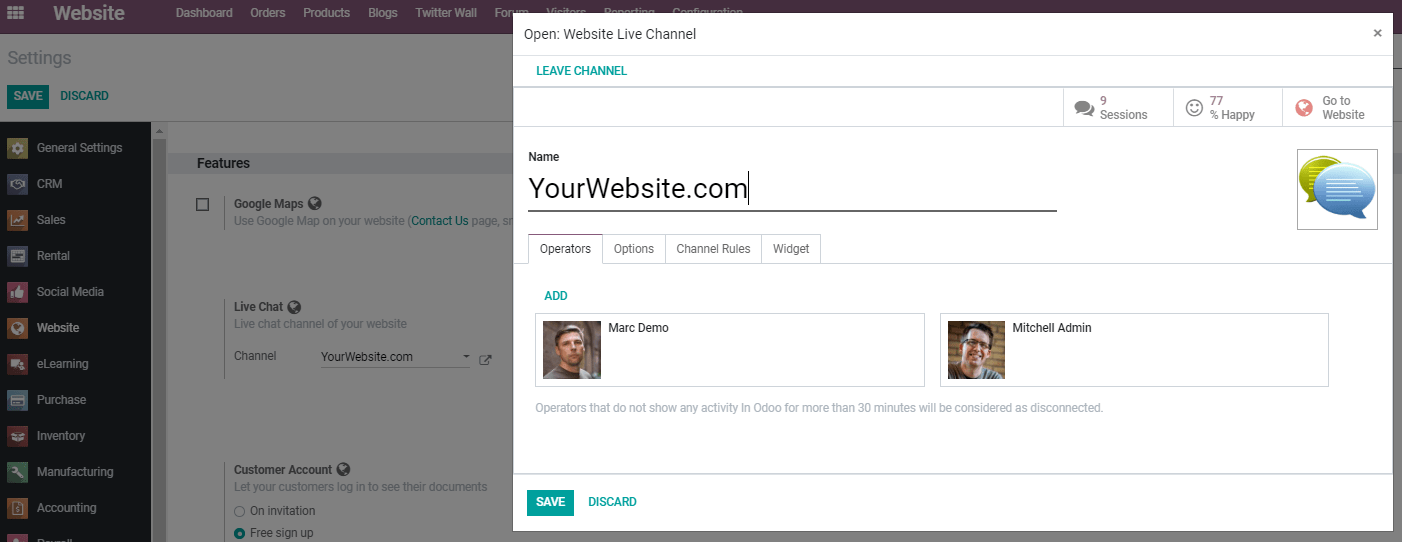 Website
Dashboard
Orders
Products
Blogs
Twitter Wall
Forum
Visitors
Reporting
Configuration
Settings
SAVE
DISCARD
General Settings
CRM
Sales
Rental
Social Media
Website
eLearning
Purchase
Inventory
Manufacturing
Accounting
Payroll
Features
Google Maps
Use Google Map on your website (Contact Us page, sn
Live Chat
Live chat channel of your website
Channel
YourWebsite.com
Customer Account
Let your customers log in to see their documents
On invitation
Free sign up
Open: Website Live Channel
×
LEAVE CHANNEL
9
Sessions
77
% Happy
Go to
Website
Name
YourWebsite.com
Operators
Options
Channel Rules
Widget
ADD
Marc Demo
Mitchell Admin
Operators that do not show any activity In Odoo for more than 30 minutes will be considered as disconnected.
SAVE
DISCARD